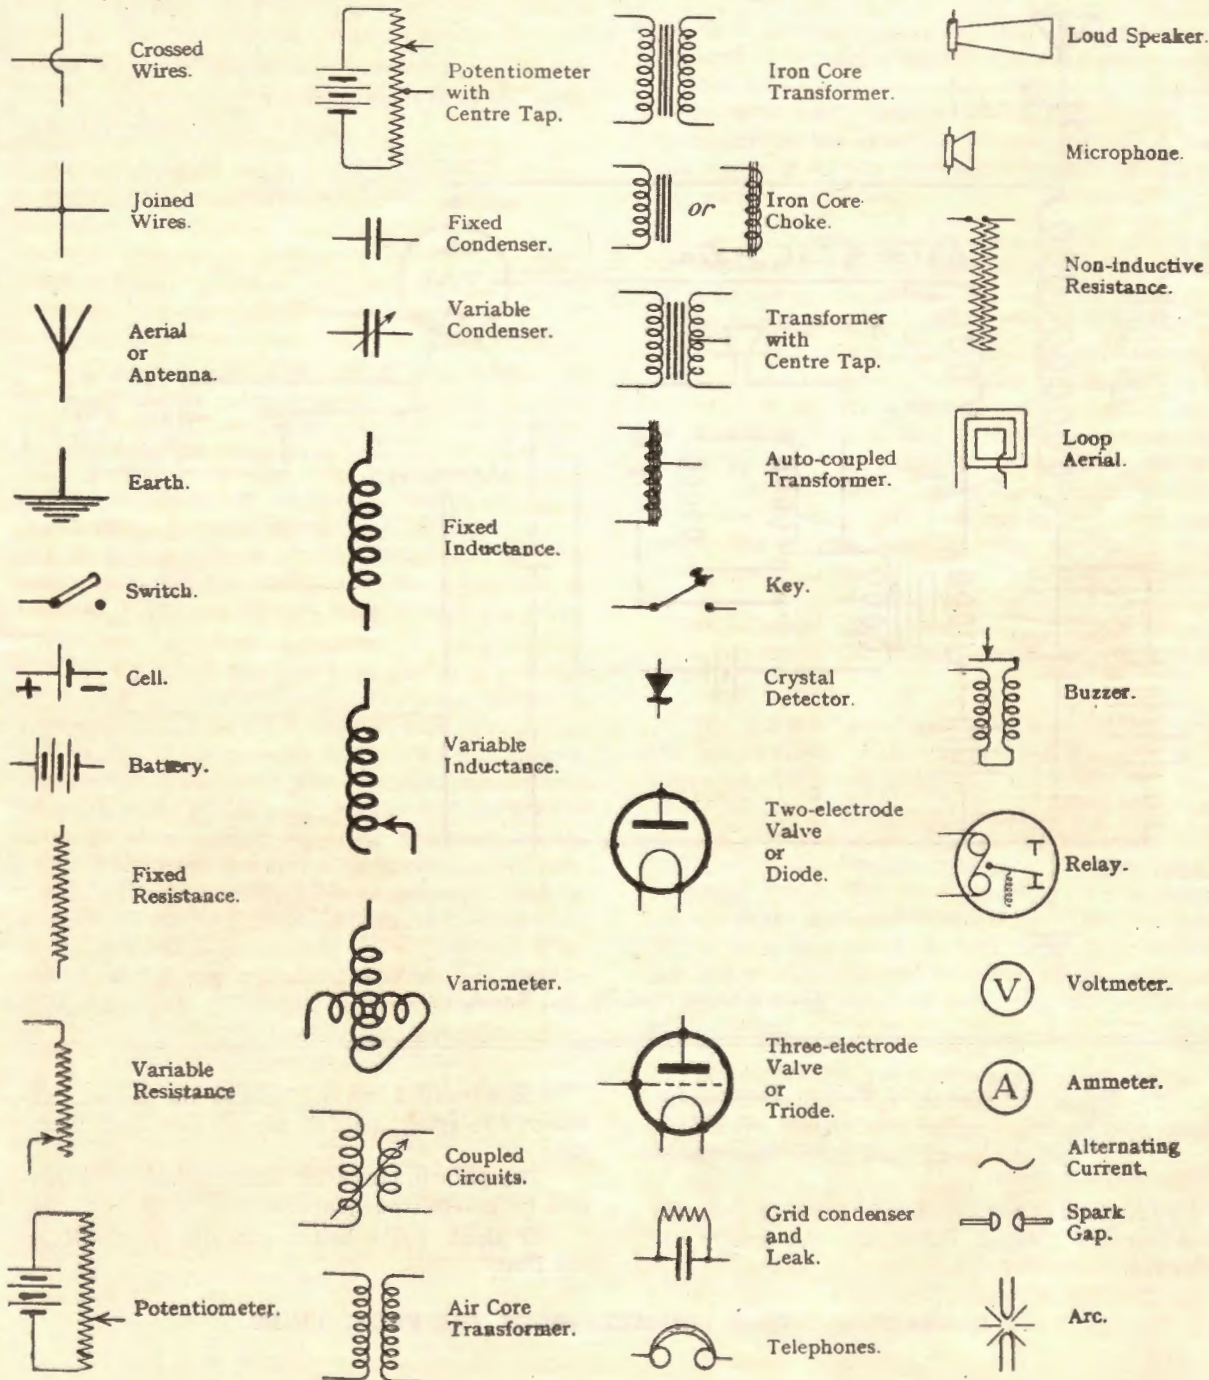 Crossed
Wires.
Joined
Wires.
Aerial
or
Antenna.
Earth.
Switch.
+ −
Cell.
Battery.
Fixed
Resistance.
Variable
Resistance
Potentiometer.
Potentiometer
with
Centre Tap.
Fixed
Condenser.
Variable
Condenser.
Fixed
Inductance.
Variable
Inductance.
Variometer.
Coupled
Circuits.
Air Core
Transformer.
Iron Core
Transformer.
or
Iron Core
Choke.
Transformer
with
Centre Tap.
Auto-coupled
Transformer.
Key.
Crystal
Detector.
Two-electrode
Valve
or
Diode.
Three-electrode
Valve
or
Triode.
Grid condenser
and
Leak.
Telephones.
Loud Speaker.
Microphone.
Non-inductive
Resistance.
Loop
Aerial.
Buzzer.
Relay.
V
Voltmeter.
A
Ammeter.
Alternating
Current.
Spark
Gap.
Arc.